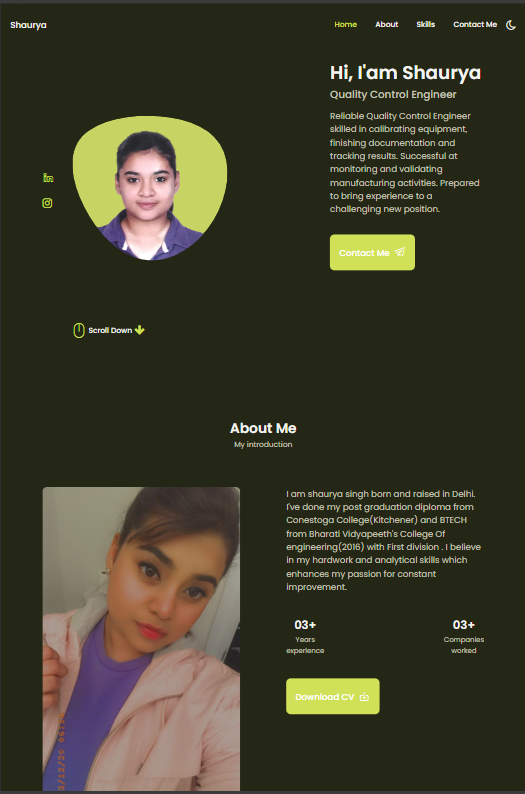 Shaurya
Home About Skills Contact Me
Hi, I'am Shaurya
Quality Control Engineer
Reliable Quality Control Engineer
skilled in calibrating equipment,
finishing documentation and
tracking results. Successful at
monitoring and validating
manufacturing activities. Prepared
to bring experience to a
challenging new position.
in
Contact Me
Scroll Down
About Me
My introduction
I am shaurya singh born and raised in Delhi.
I've done my post graduation diploma from
Conestoga College(Kitchener) and BTECH
from Bharati Vidyapeeth's College Of
engineering(2016) with First division . I believe
in my hardwork and analytical skills which
enhances my passion for constant
improvement.
03+ 03+
Years Companies
experience worked
Download CV